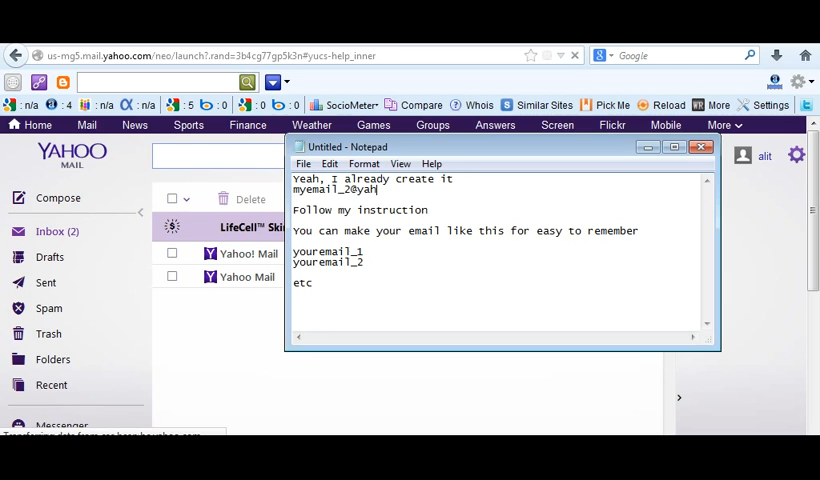 us-mg5.mail.yahoo.com/neo/launch?.rand=3b4cg77gp5k3n#yucs-help_inner
Google
: n/a : 4 : n/a : n/a : 5 : 0 : 0 : 0 SocioMeter Compare Whois Similar Sites Pick Me Reload More Settings
Home Mail News Sports Finance Weather Games Groups Answers Screen Flickr Mobile More
YAHOO
MAIL
alit
Compose
Inbox (2)
Drafts
Sent
Spam
Trash
Folders
Recent
Messenger
Delete
LifeCell™ Ski
Yahoo! Mail
Yahoo Mail
Untitled - Notepad
File Edit Format View Help
Yeah, I already create it
myemail_2@yah
Follow my instruction
You can make your email like this for easy to remember
youremail_1
youremail_2
etc